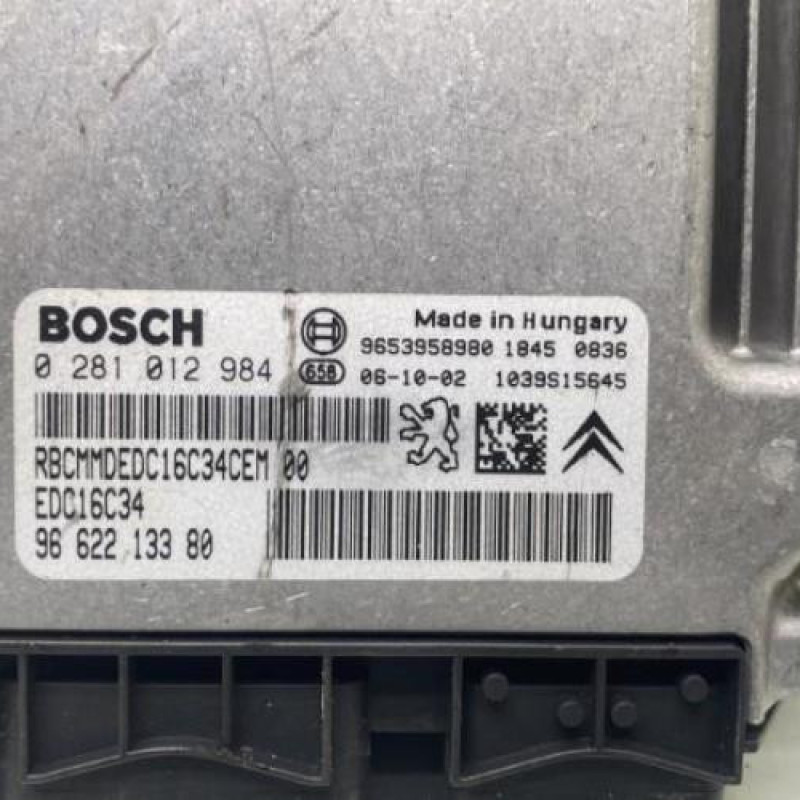 BOSCH
Made in Hungary
0 281 012 984
9653958980 1845 0836
658 06-10-02 1039S15645
RBCMMDEDC16C34CEM 00
EDC16C34
96 622 133 80